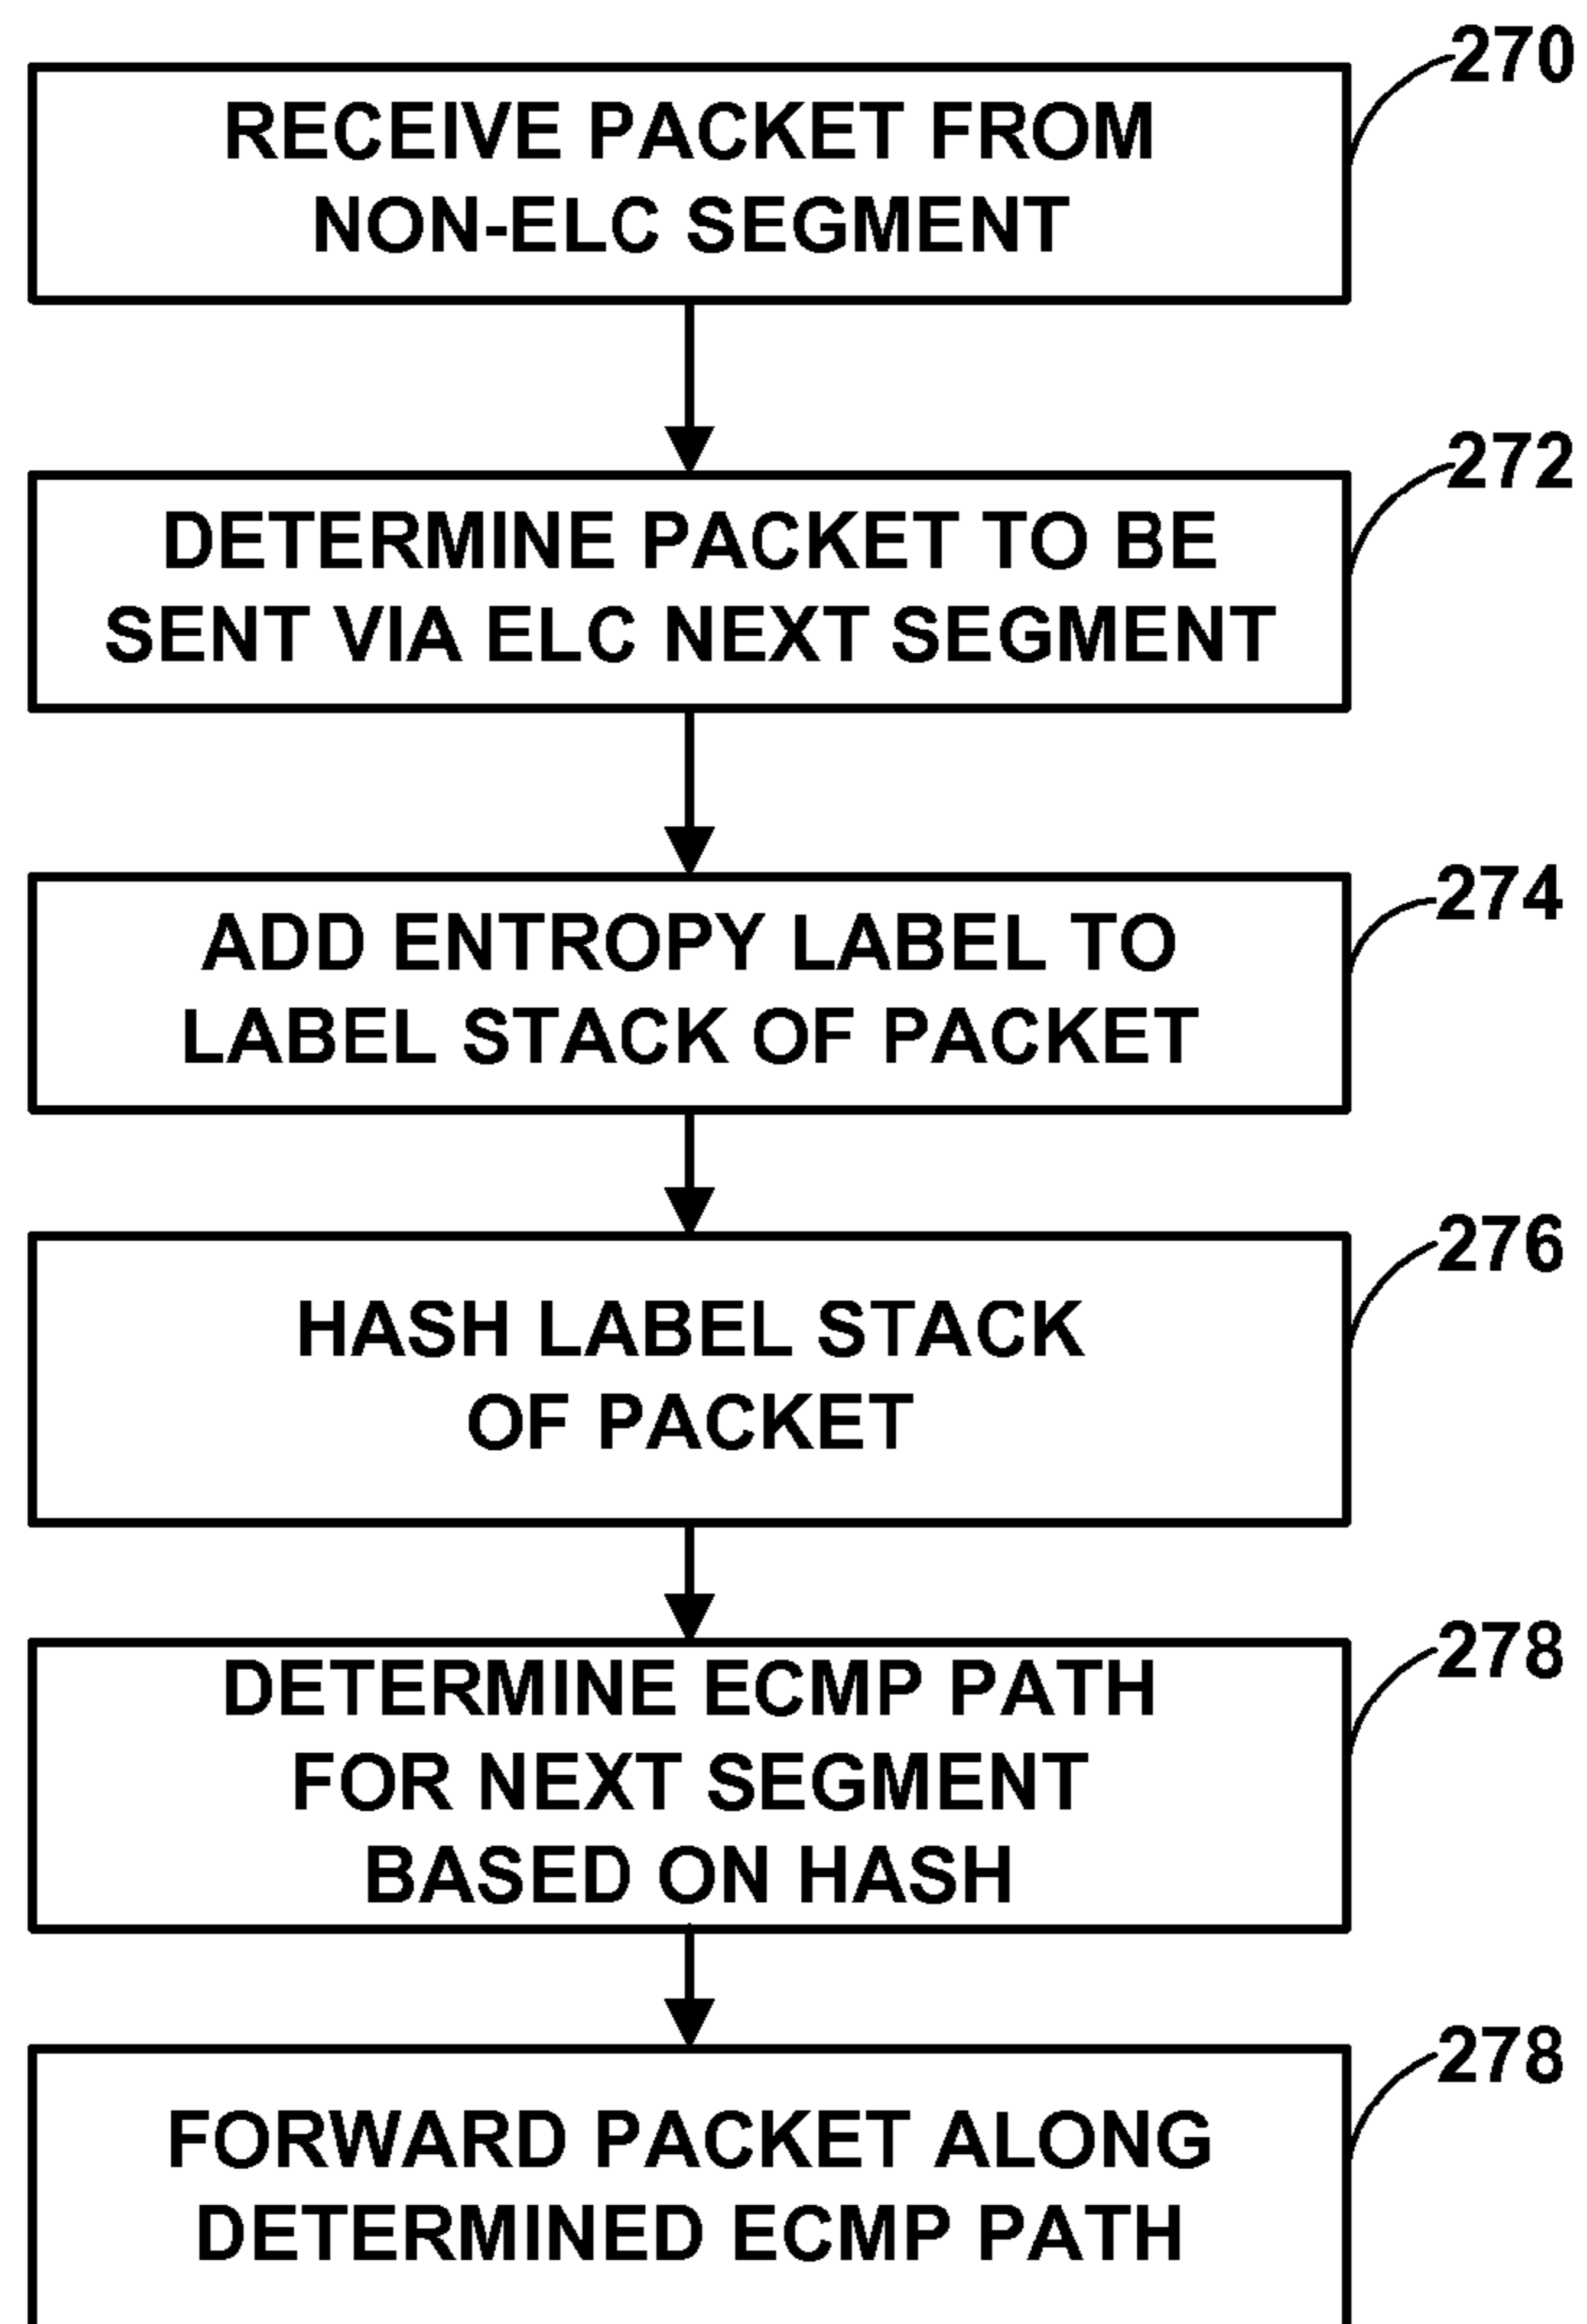 270
RECEIVE PACKET FROM
NON-ELC SEGMENT
272
DETERMINE PACKET TO BE
SENT VIA ELC NEXT SEGMENT
274
ADD ENTROPY LABEL TO
LABEL STACK OF PACKET
276
HASH LABEL STACK
OF PACKET
278
DETERMINE ECMP PATH
FOR NEXT SEGMENT
BASED ON HASH
278
FORWARD PACKET ALONG
DETERMINED ECMP PATH